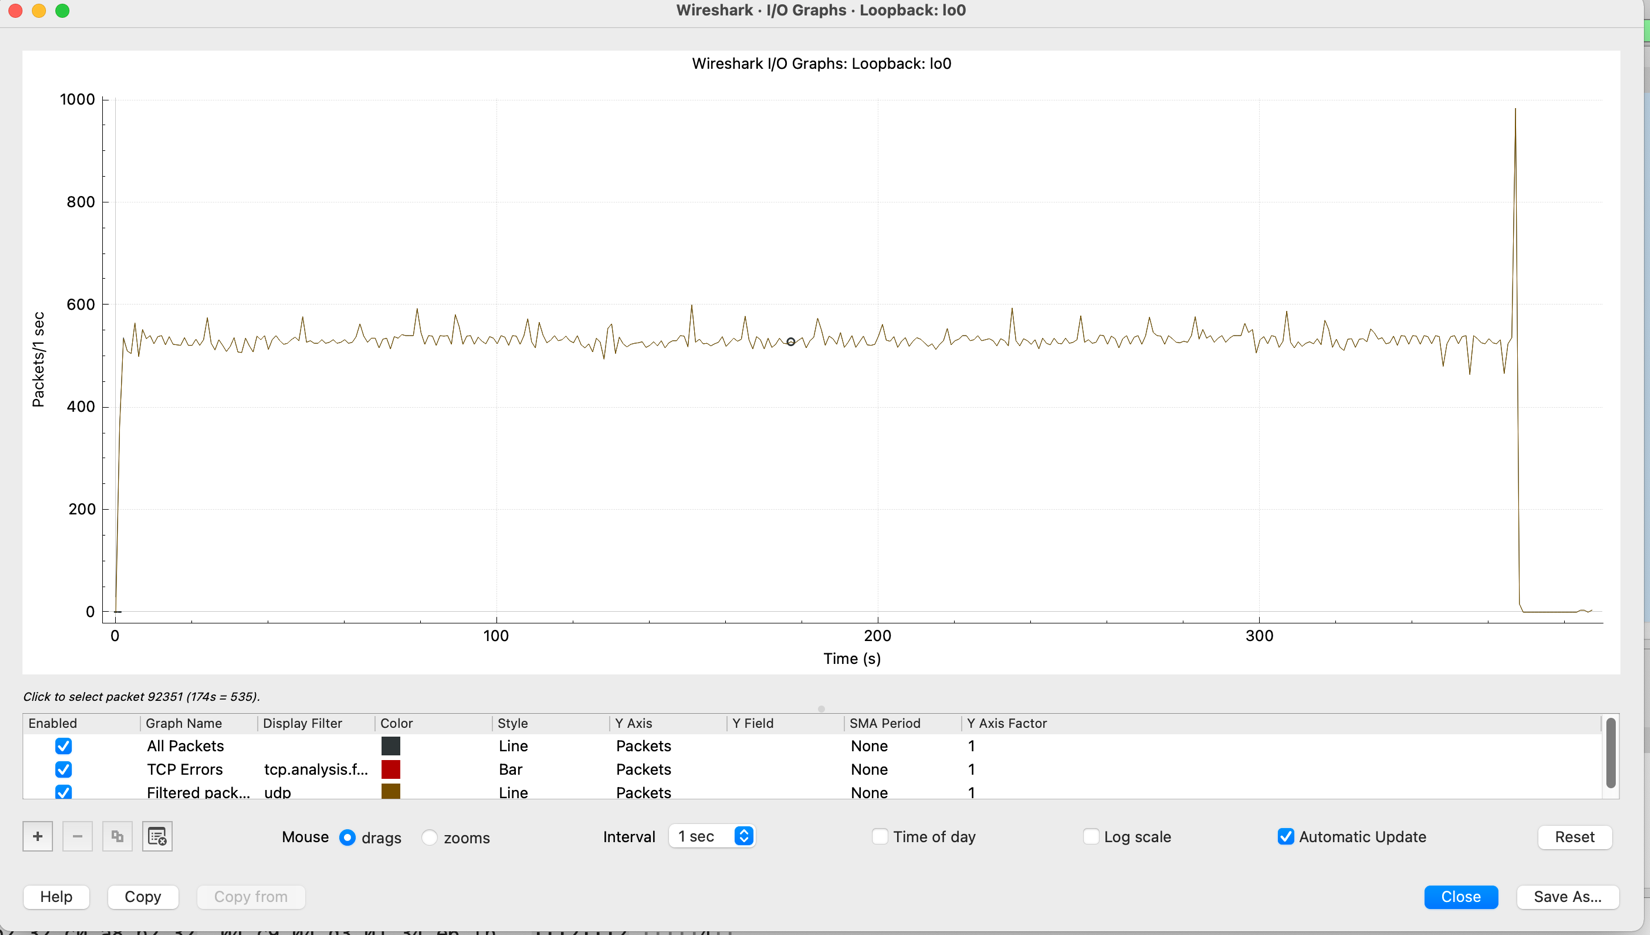 Wireshark · I/O Graphs · Loopback: lo0
Wireshark I/O Graphs: Loopback: lo0
1000
800
600
400
200
0
Packets/1 sec
0 100 200 300
Time (s)
Click to select packet 92351 (174s = 535).
Enabled Graph Name Display Filter Color Style Y Axis Y Field SMA Period Y Axis Factor
All Packets Line Packets None 1
TCP Errors tcp.analysis.f... Bar Packets None 1
Filtered pack... udp Line Packets None 1
+ − Mouse drags zooms Interval 1 sec Time of day Log scale Automatic Update Reset
Help Copy Copy from Close Save As...